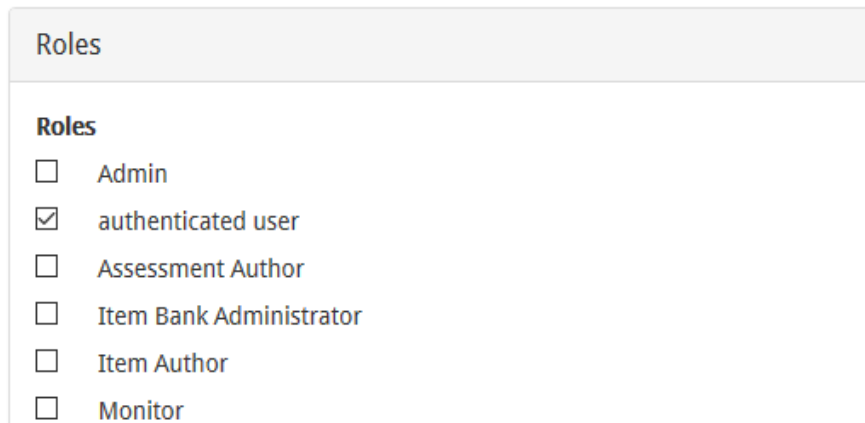 Roles
Roles
Admin
authenticated user
Assessment Author
Item Bank Administrator
Item Author
Monitor